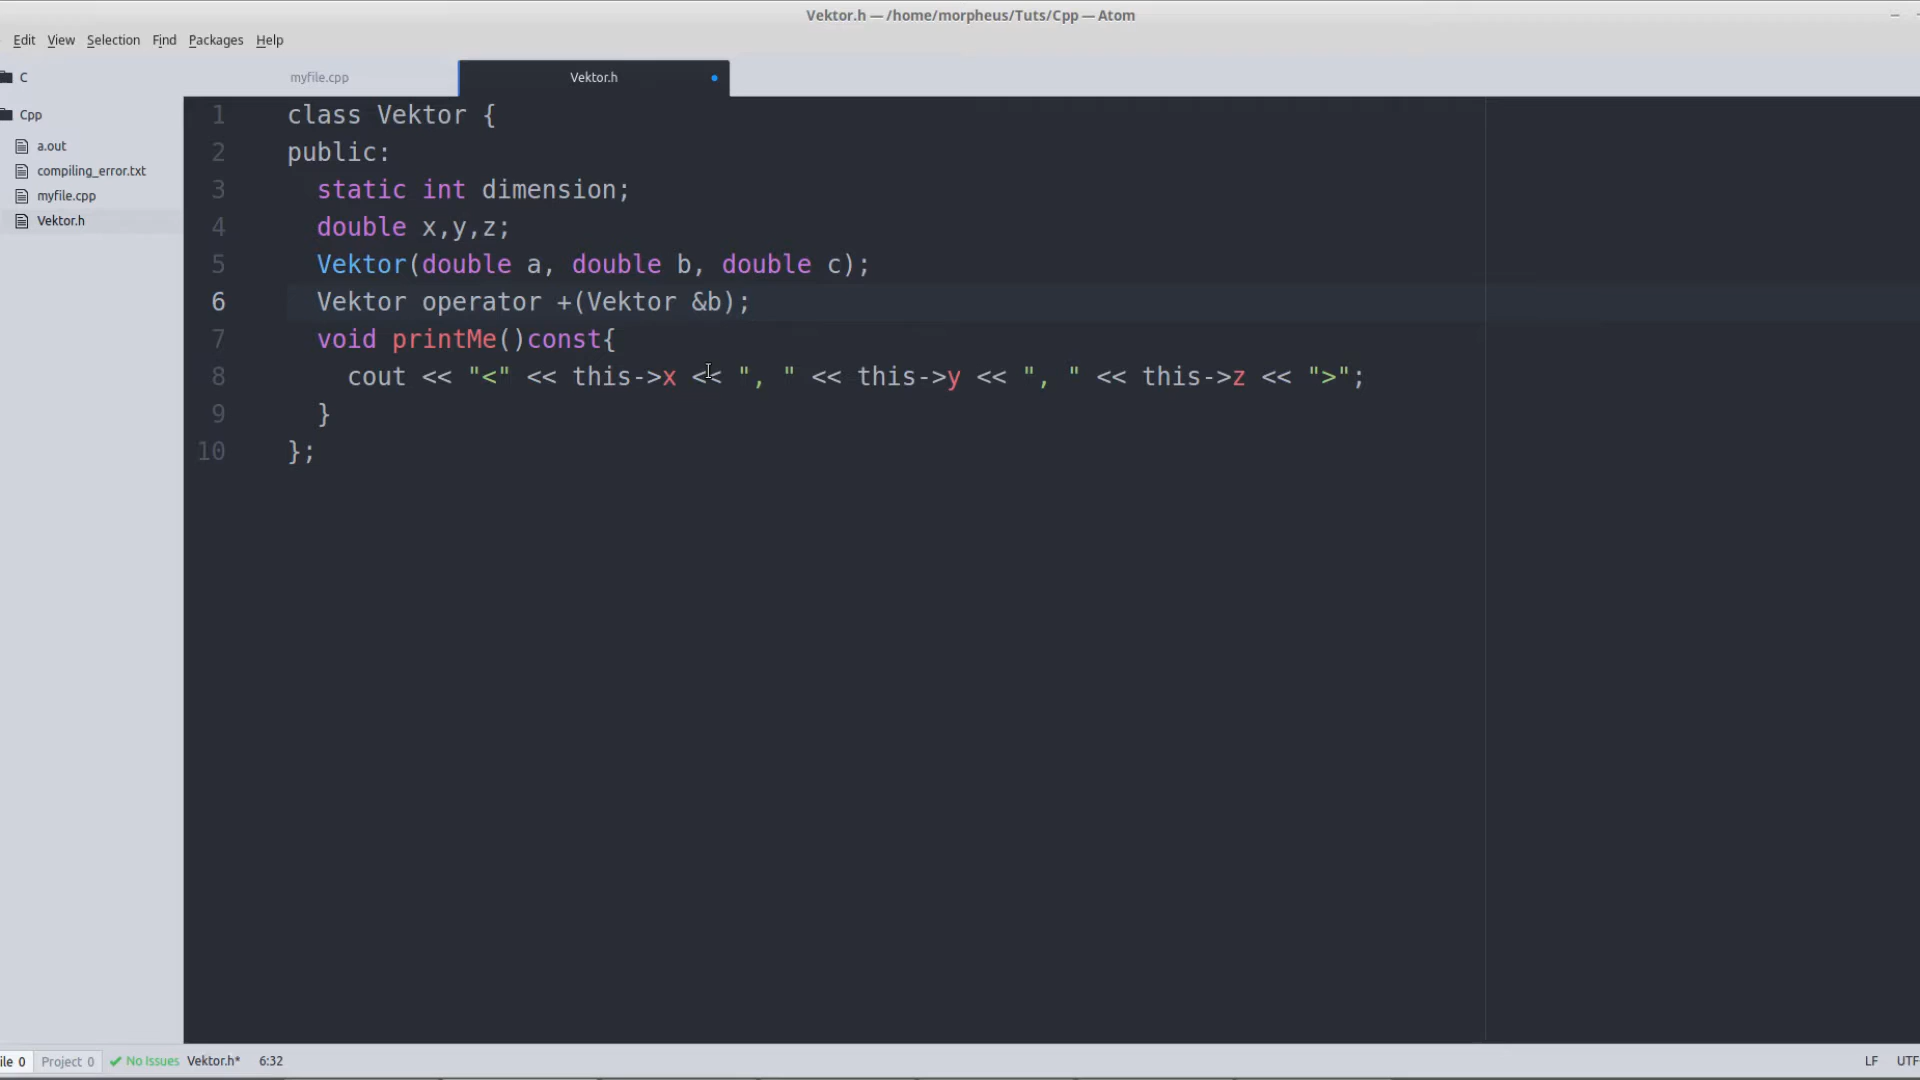 Vektor.h — /home/morpheus/Tuts/Cpp — Atom
Edit View Selection Find Packages Help
C
Cpp
a.out
compiling_error.txt
myfile.cpp
Vektor.h
myfile.cpp Vektor.h
1 class Vektor {
2 public:
3 static int dimension;
4 double x,y,z;
5 Vektor(double a, double b, double c);
6 Vektor operator +(Vektor &b);
7 void printMe()const{
8 cout << "<" << this->x << ", " << this->y << ", " << this->z << ">";
9 }
10 };
ile 0 Project 0 No Issues Vektor.h* 6:32 LF UTF